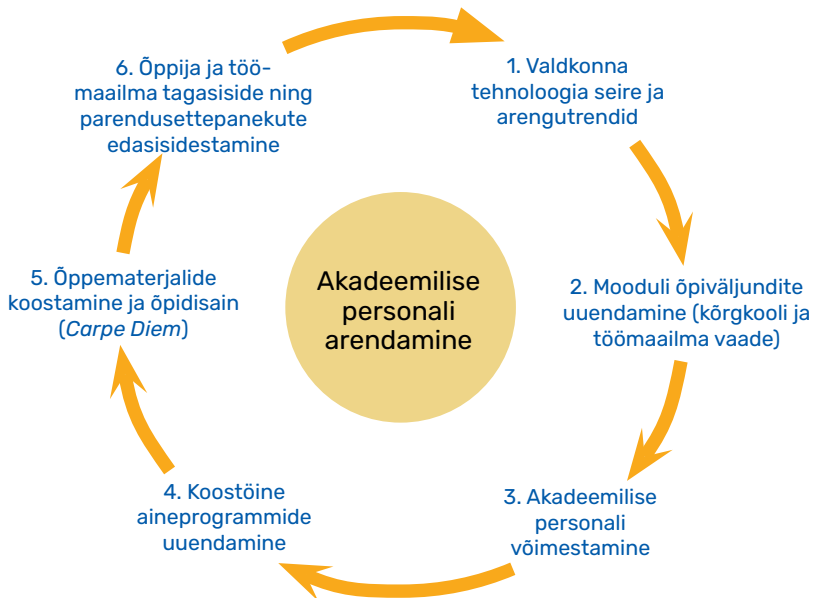 1. Valdkonna
tehnoloogia seire ja
arengutrendid
2. Mooduli õpiväljundite
uuendamine (kõrgkooli ja
töömaailma vaade)
3. Akadeemilise
personali
võimestamine
4. Koostöine
aineprogrammide
uuendamine
5. Õppematerjalide
koostamine ja õpidisain
(Carpe Diem)
6. Õppija ja töö-
maailma tagasiside ning
parendusettepanekute
edasisidestamine
Akadeemilise
personali
arendamine